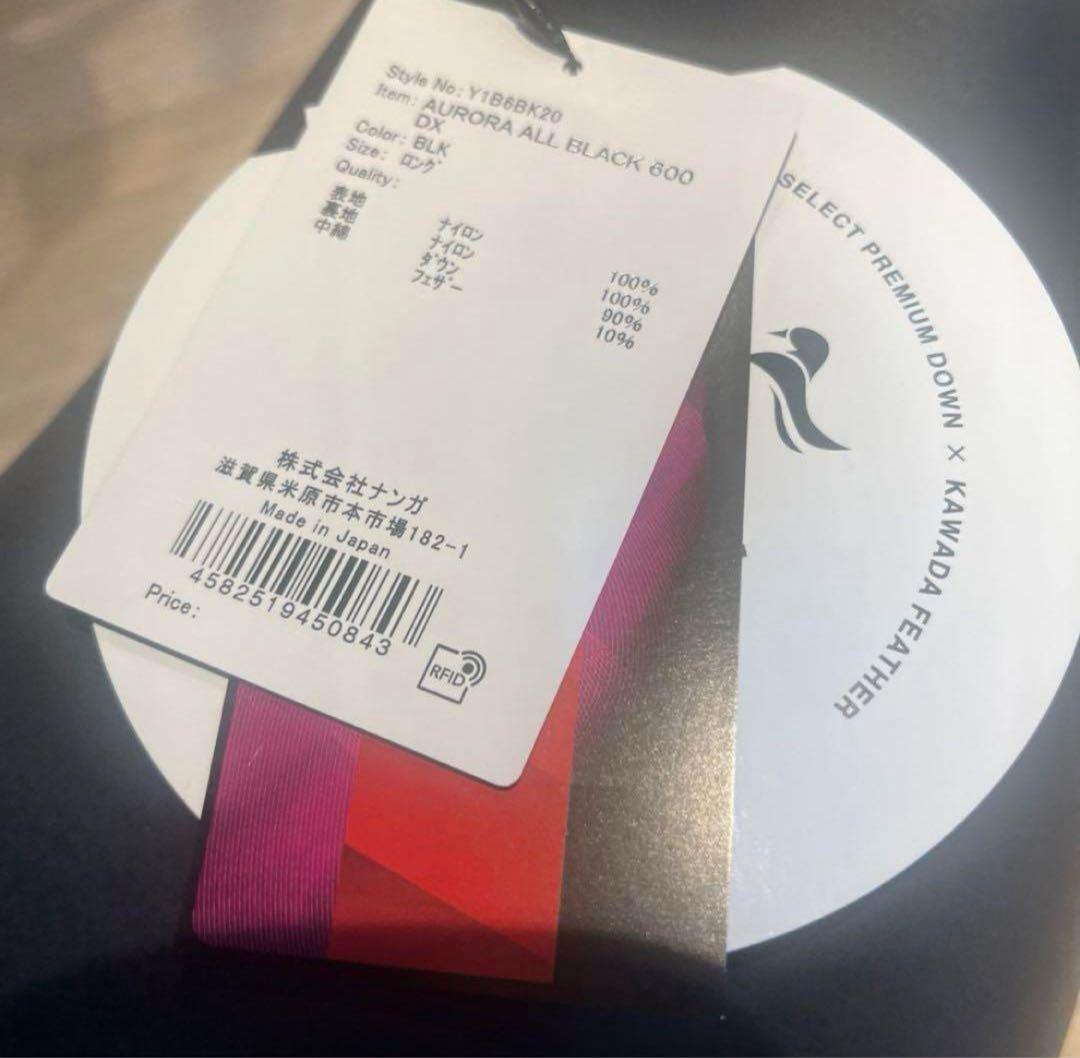 Style No: Y1B6BK20
Item: AURORA ALL BLACK 600
DX
Color: BLK
Size: ロング
Quality:
表地 ナイロン 100%
裏地 ナイロン 100%
中綿 ダウン 90%
フェザー 10%
株式会社ナンガ
滋賀県米原市本市場182-1
Made in Japan
4582519450843
Price:
RFID
SELECT PREMIUM DOWN × KAWADA FEATHER